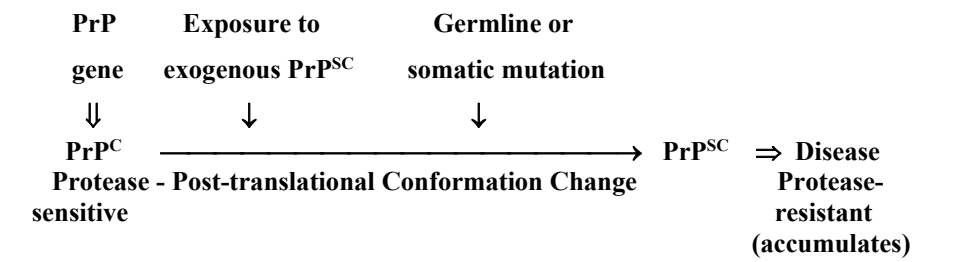 PrP Exposure to Germline or
gene exogenous PrP^SC somatic mutation
⇓ ↓ ↓
PrP^C ⟶ PrP^SC ⇒ Disease
Protease - Post-translational Conformation Change Protease-
sensitive resistant
(accumulates)